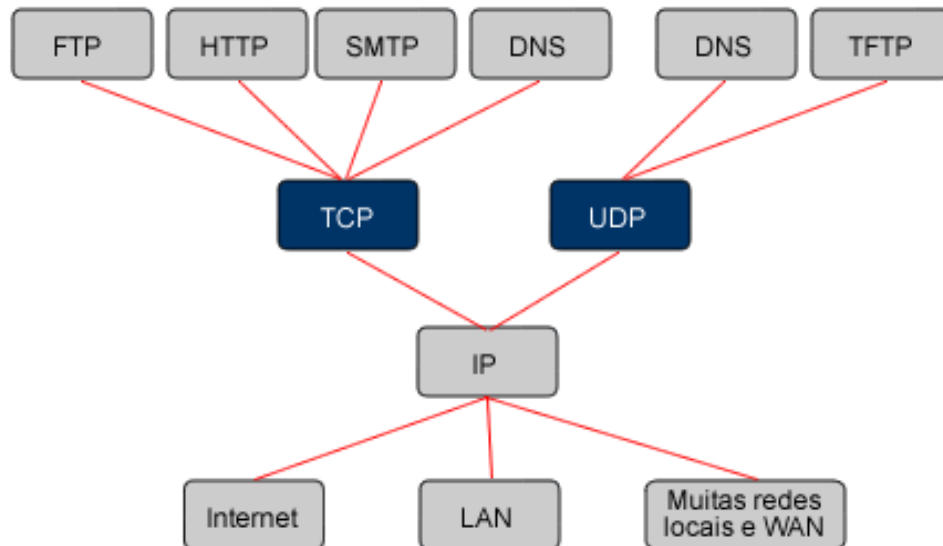 FTP
HTTP
SMTP
DNS
DNS
TFTP
TCP
UDP
IP
Internet
LAN
Muitas redes
locais e WAN